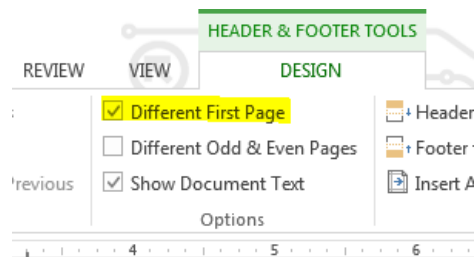 HEADER & FOOTER TOOLS
REVIEW VIEW DESIGN
Different First Page Header
Different Odd & Even Pages Footer
Previous Show Document Text Insert A
Options
4 5 6